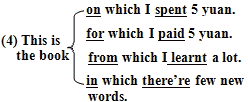 on which I spent 5 yuan.
(4) This is
the book
for which I paid 5 yuan.
from which I learnt a lot.
in which there're few new
words.